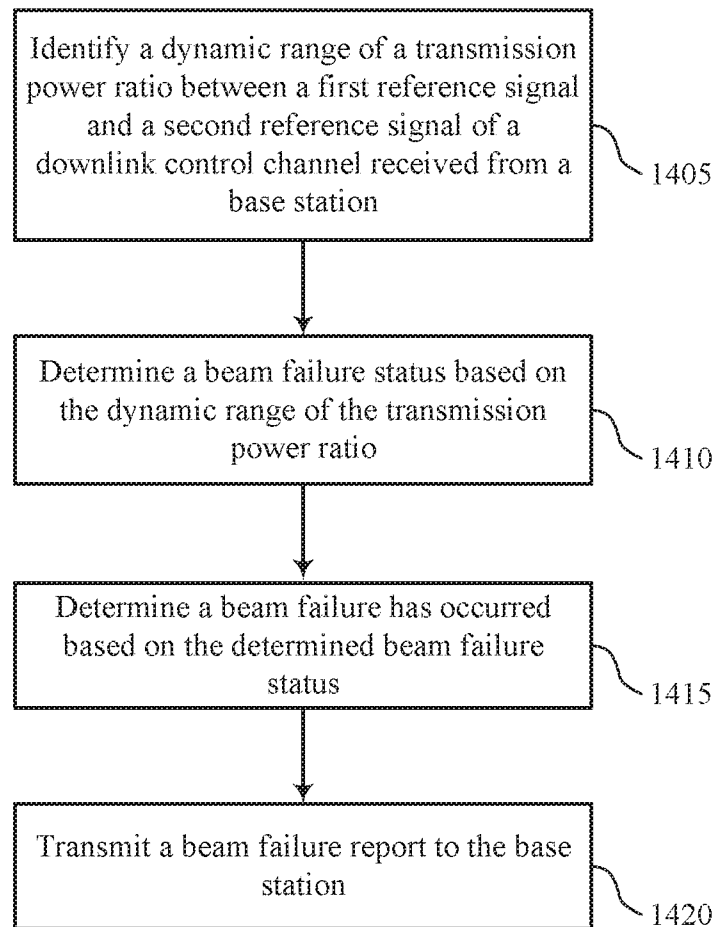 Identify a dynamic range of a transmission
power ratio between a first reference signal
and a second reference signal of a
downlink control channel received from a
base station
1405
Determine a beam failure status based on
the dynamic range of the transmission
power ratio
1410
Determine a beam failure has occurred
based on the determined beam failure
status
1415
Transmit a beam failure report to the base
station
1420